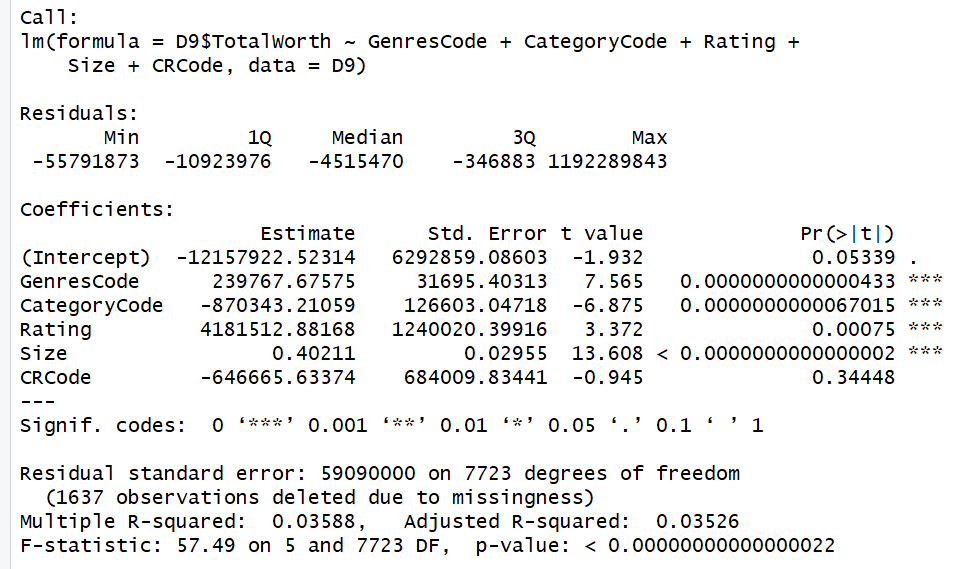 Call:
lm(formula = D9$TotalWorth ~ GenresCode + CategoryCode + Rating +
    Size + CRCode, data = D9)
Residuals:
       Min         1Q     Median         3Q        Max
 -55791873  -10923976   -4515470    -346883 1192289843
Coefficients:
                   Estimate      Std. Error t value             Pr(>|t|)
(Intercept)  -12157922.52314   6292859.08603  -1.932              0.05339 .
GenresCode      239767.67575     31695.40313   7.565   0.0000000000000433 ***
CategoryCode   -870343.21059    126603.04718  -6.875   0.0000000000067015 ***
Rating         4181512.88168   1240020.39916   3.372              0.00075 ***
Size                 0.40211         0.02955  13.608 < 0.0000000000000002 ***
CRCode         -646665.63374    684009.83441  -0.945              0.34448
---
Signif. codes:  0 ‘***’ 0.001 ‘**’ 0.01 ‘*’ 0.05 ‘.’ 0.1 ‘ ’ 1
Residual standard error: 59090000 on 7723 degrees of freedom
  (1637 observations deleted due to missingness)
Multiple R-squared:  0.03588,	Adjusted R-squared:  0.03526
F-statistic: 57.49 on 5 and 7723 DF,  p-value: < 0.00000000000000022